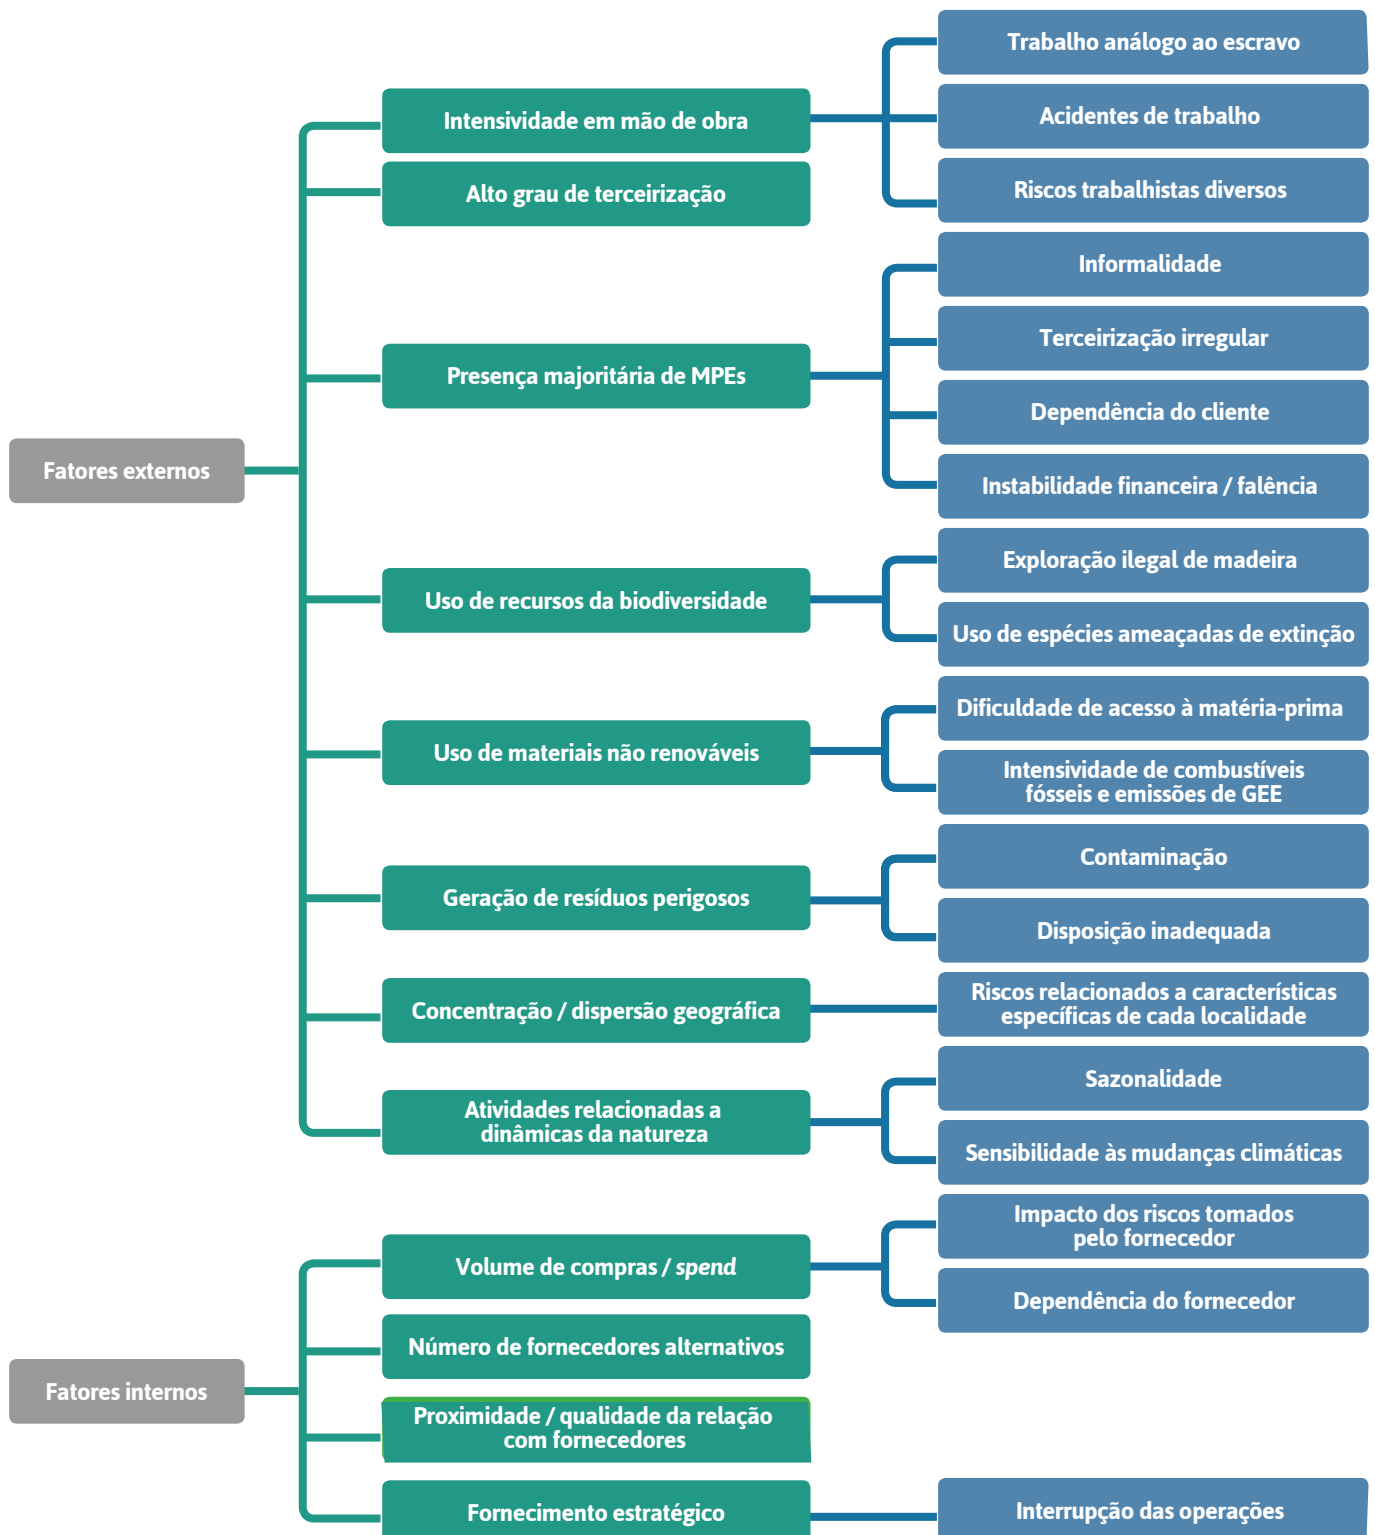 Fatores externos
Intensividade em mão de obra
Trabalho análogo ao escravo
Acidentes de trabalho
Riscos trabalhistas diversos
Alto grau de terceirização
Presença majoritária de MPEs
Informalidade
Terceirização irregular
Dependência do cliente
Instabilidade financeira / falência
Uso de recursos da biodiversidade
Exploração ilegal de madeira
Uso de espécies ameaçadas de extinção
Uso de materiais não renováveis
Dificuldade de acesso à matéria-prima
Intensividade de combustíveis
fósseis e emissões de GEE
Geração de resíduos perigosos
Contaminação
Disposição inadequada
Concentração / dispersão geográfica
Riscos relacionados a características
específicas de cada localidade
Atividades relacionadas a
dinâmicas da natureza
Sazonalidade
Sensibilidade às mudanças climáticas
Fatores internos
Volume de compras / spend
Impacto dos riscos tomados
pelo fornecedor
Dependência do fornecedor
Número de fornecedores alternativos
Proximidade / qualidade da relação
com fornecedores
Fornecimento estratégico
Interrupção das operações